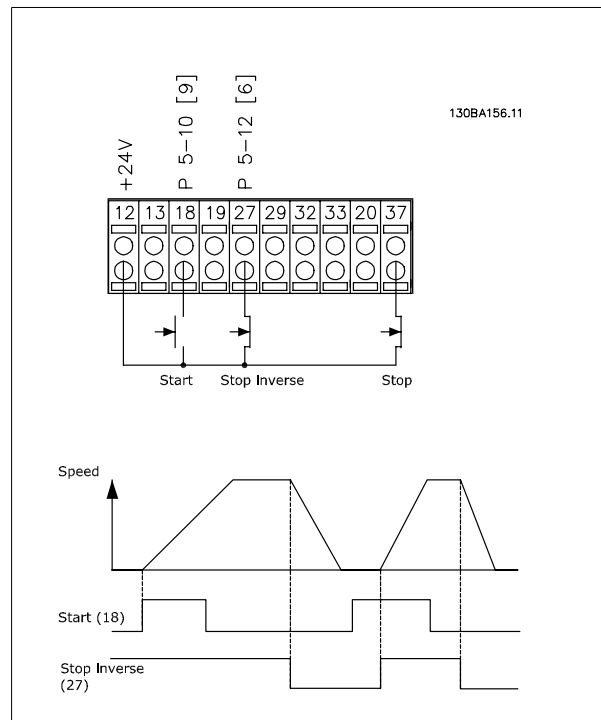 +24V
P 5-10 [9]
P 5-12 [6]
130BA156.11
12 13 18 19 27 29 32 33 20 37
Start Stop Inverse Stop
Speed
Start (18)
Stop Inverse
(27)